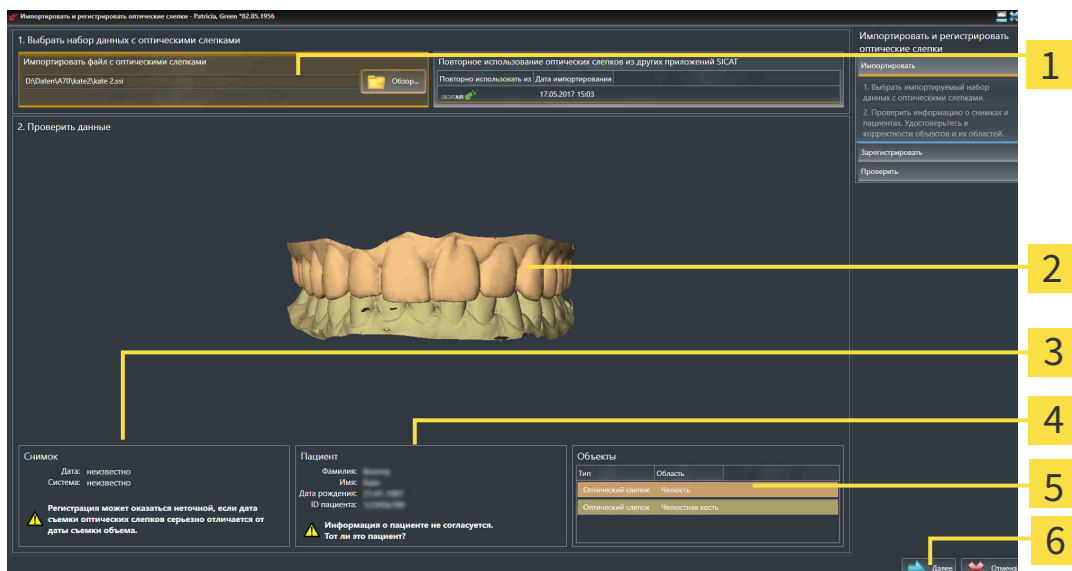 Импортировать и регистрировать оптические слепки - Patricia, Green *02.05.1956
1. Выбрать набор данных с оптическими слепками
Импортировать файл с оптическими слепками
D:\Daten\A70\kate2\kate 2.ssi
Обзор...
Повторное использование оптических слепков из других приложений SICAT
Повторно использовать из Дата импортирования
SICAT AIR 17.05.2017 15:03
2. Проверить данные
Снимок
Дата: неизвестно
Система: неизвестно
Регистрация может оказаться неточной, если дата
съемки оптических слепков серьезно отличается от
даты съемки объема.
Пациент
Фамилия:
Имя:
Дата рождения:
ID пациента:
Информация о пациенте не согласуется.
Тот ли это пациент?
Объекты
Тип Область
Оптический слепок Челюсть
Оптический слепок Челюстная кость
Импортировать и регистрировать
оптические слепки
Импортировать
1. Выбрать импортируемый набор
данных с оптическими слепками.
2. Проверить информацию о снимках и
пациентах. Удостоверьтесь в
корректности объектов и их областей.
Зарегистрировать
Проверить
Далее
Отмена
1
2
3
4
5
6